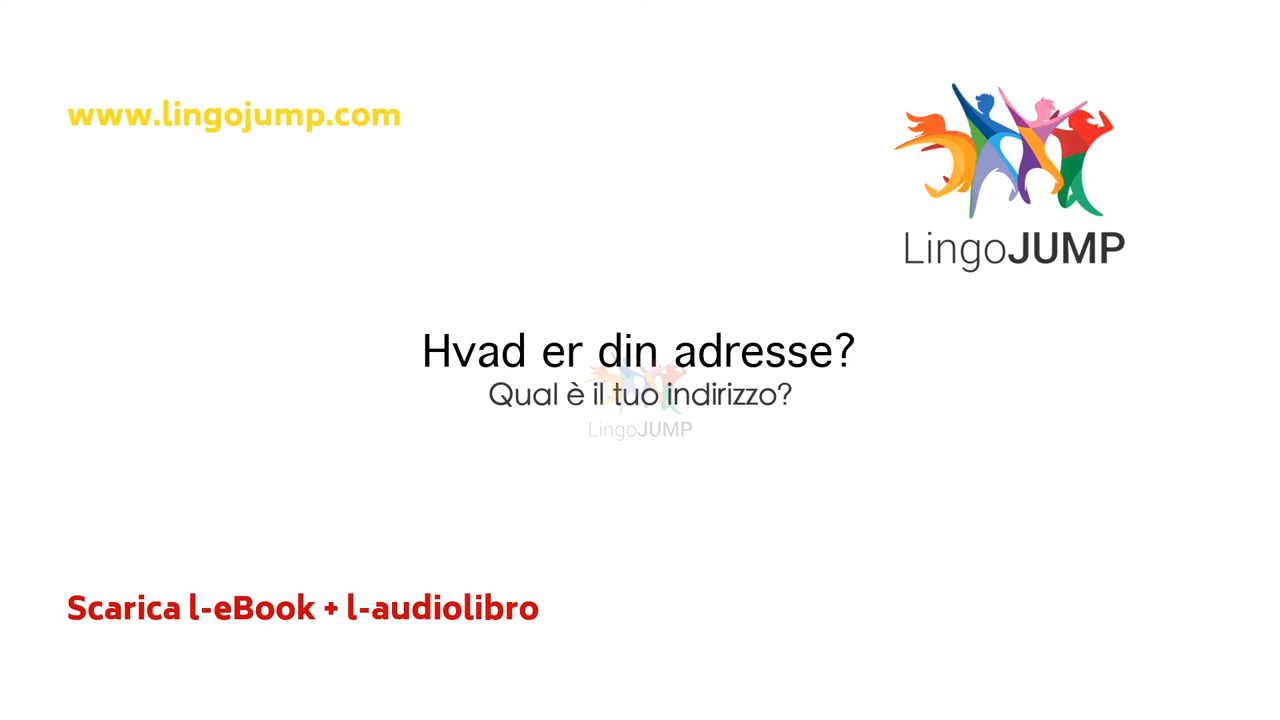 www.lingojump.com
LingoJUMP
Hvad er din adresse?
Qual è il tuo indirizzo?
LingoJUMP
Scarica l-eBook + l-audiolibro